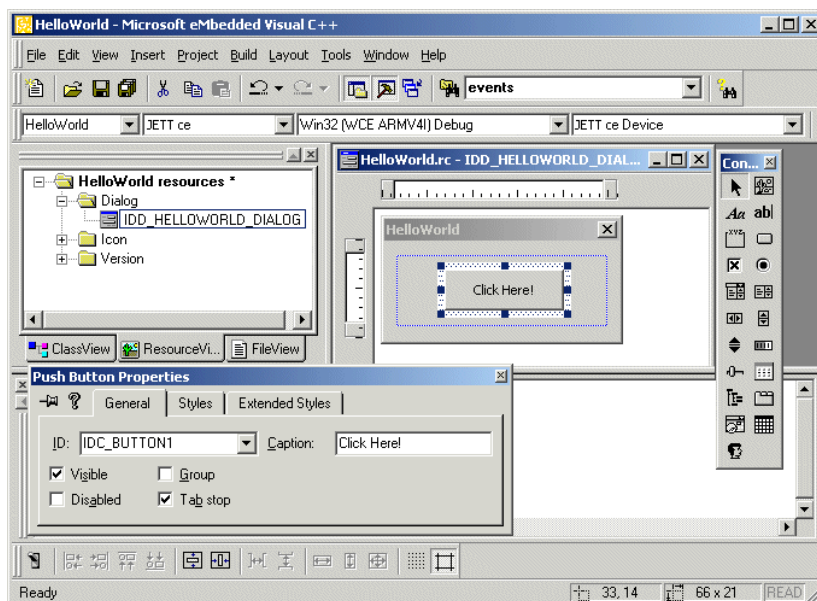 HelloWorld - Microsoft eMbedded Visual C++
File Edit View Insert Project Build Layout Tools Window Help
events
HelloWorld JETT ce Win32 (WCE ARMV4I) Debug JETT ce Device
HelloWorld resources *
Dialog
IDD_HELLOWORLD_DIALOG
Icon
Version
ClassView ResourceVi... FileView
HelloWorld.rc - IDD_HELLOWORLD_DIAL...
HelloWorld
Click Here!
Con...
Aa ab|
xyz
Push Button Properties
General Styles Extended Styles
ID: IDC_BUTTON1 Caption: Click Here!
Visible Group
Disabled Tab stop
Ready 33, 14 66 x 21 READ